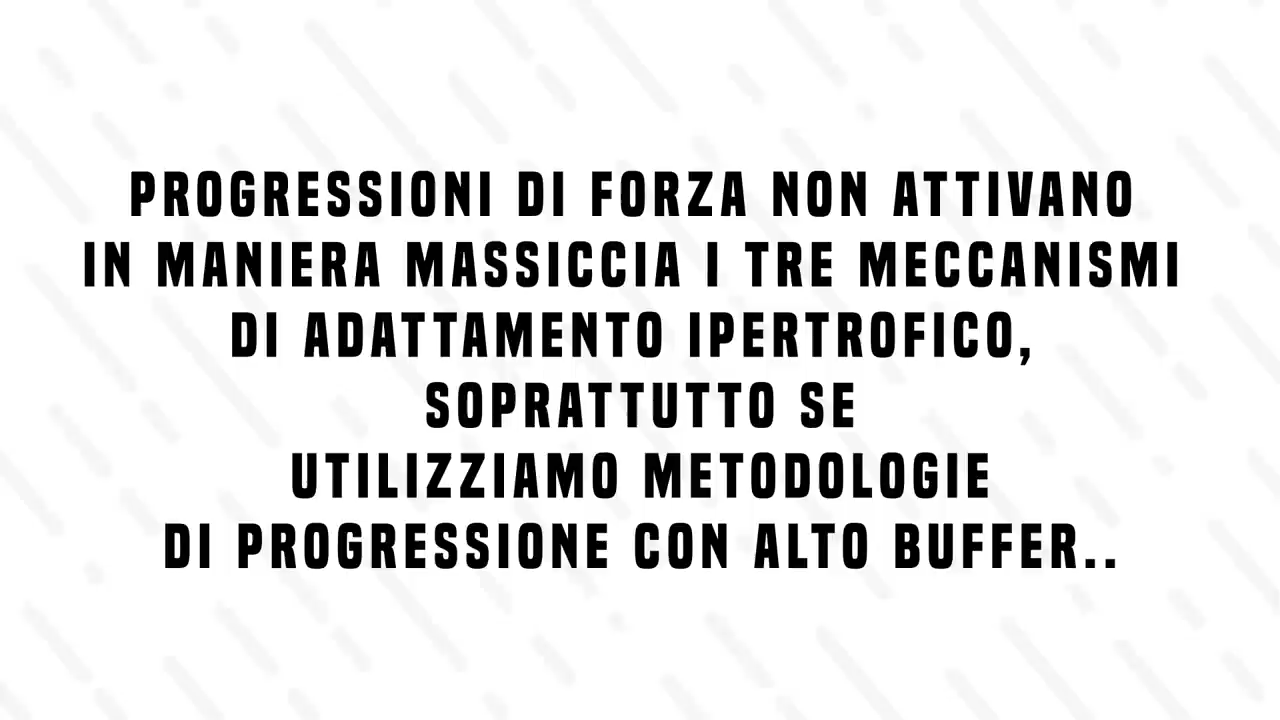 PROGRESSIONI DI FORZA NON ATTIVANO
IN MANIERA MASSICCIA I TRE MECCANISMI
DI ADATTAMENTO IPERTROFICO,
SOPRATTUTTO SE
UTILIZZIAMO METODOLOGIE
DI PROGRESSIONE CON ALTO BUFFER..